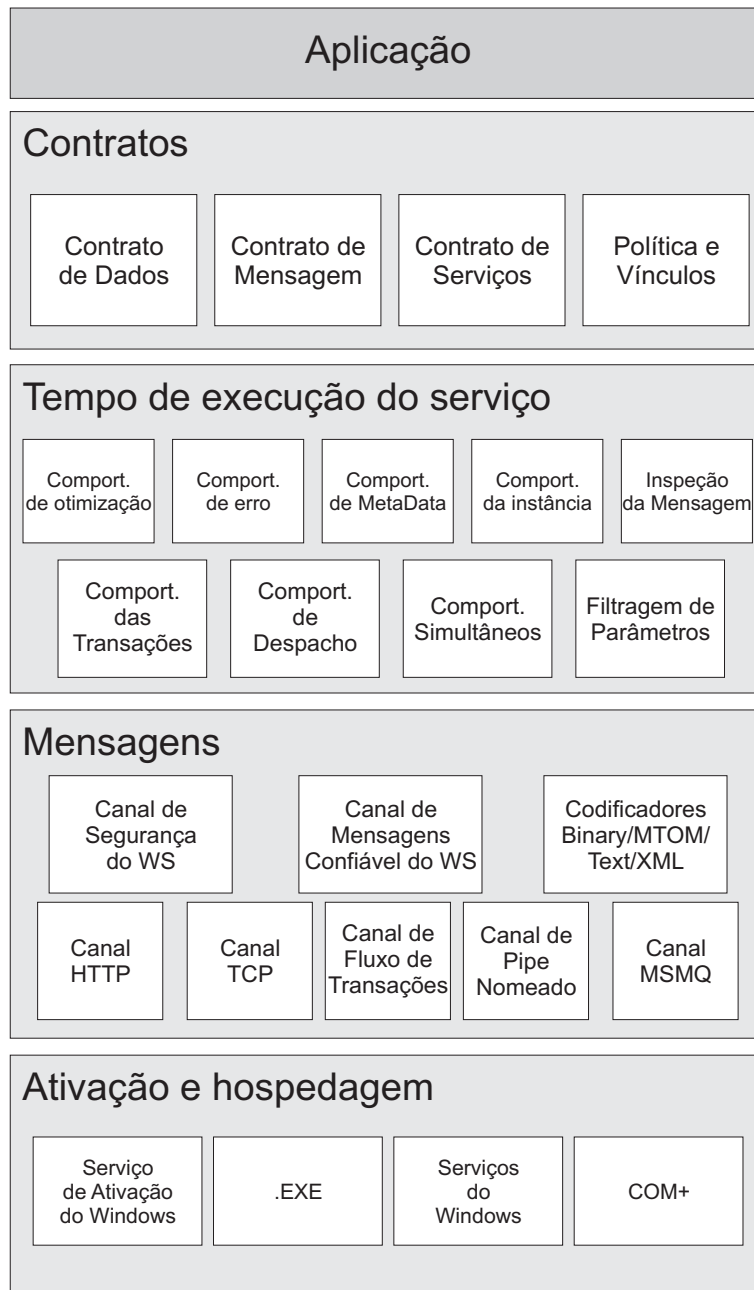 Aplicação
Contratos
Contrato
de Dados
Contrato de
Mensagem
Contrato de
Serviços
Política e
Vínculos
Tempo de execução do serviço
Comport.
de otimização
Comport.
de erro
Comport.
de MetaData
Comport.
da instância
Inspeção
da Mensagem
Comport.
das
Transações
Comport.
de
Despacho
Comport.
Simultâneos
Filtragem de
Parâmetros
Mensagens
Canal de
Segurança
do WS
Canal de
Mensagens
Confiável do WS
Codificadores
Binary/MTOM/
Text/XML
Canal
HTTP
Canal
TCP
Canal de
Fluxo de
Transações
Canal de
Pipe
Nomeado
Canal
MSMQ
Ativação e hospedagem
Serviço
de Ativação
do Windows
.EXE
Serviços
do
Windows
COM+